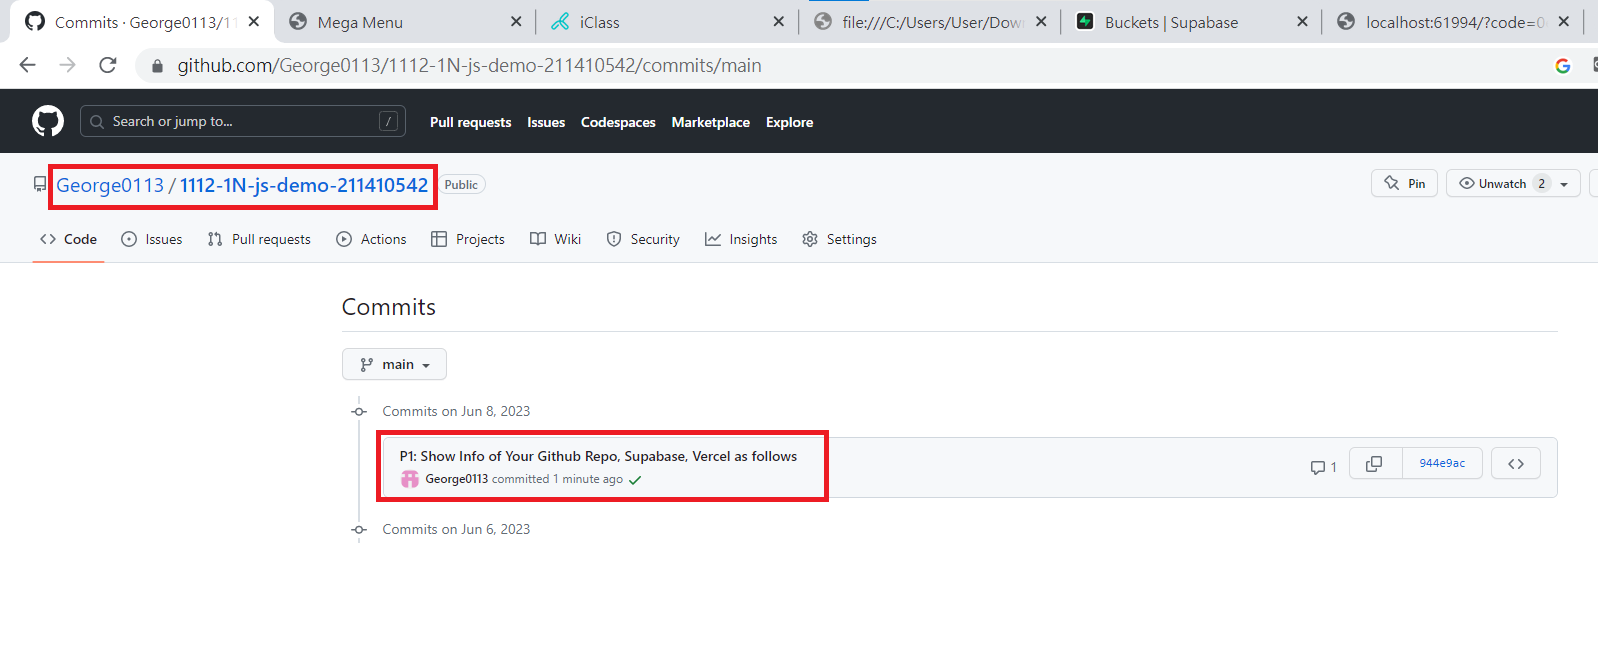 Commits · George0113/11
Mega Menu
iClass
file:///C:/Users/User/Dow
Buckets | Supabase
localhost:61994/?code=0
github.com/George0113/1112-1N-js-demo-211410542/commits/main
Search or jump to...
/
Pull requests
Issues
Codespaces
Marketplace
Explore
George0113 / 1112-1N-js-demo-211410542
Public
Pin
Unwatch 2
Code
Issues
Pull requests
Actions
Projects
Wiki
Security
Insights
Settings
Commits
main
Commits on Jun 8, 2023
P1: Show Info of Your Github Repo, Supabase, Vercel as follows
George0113 committed 1 minute ago
1
944e9ac
Commits on Jun 6, 2023